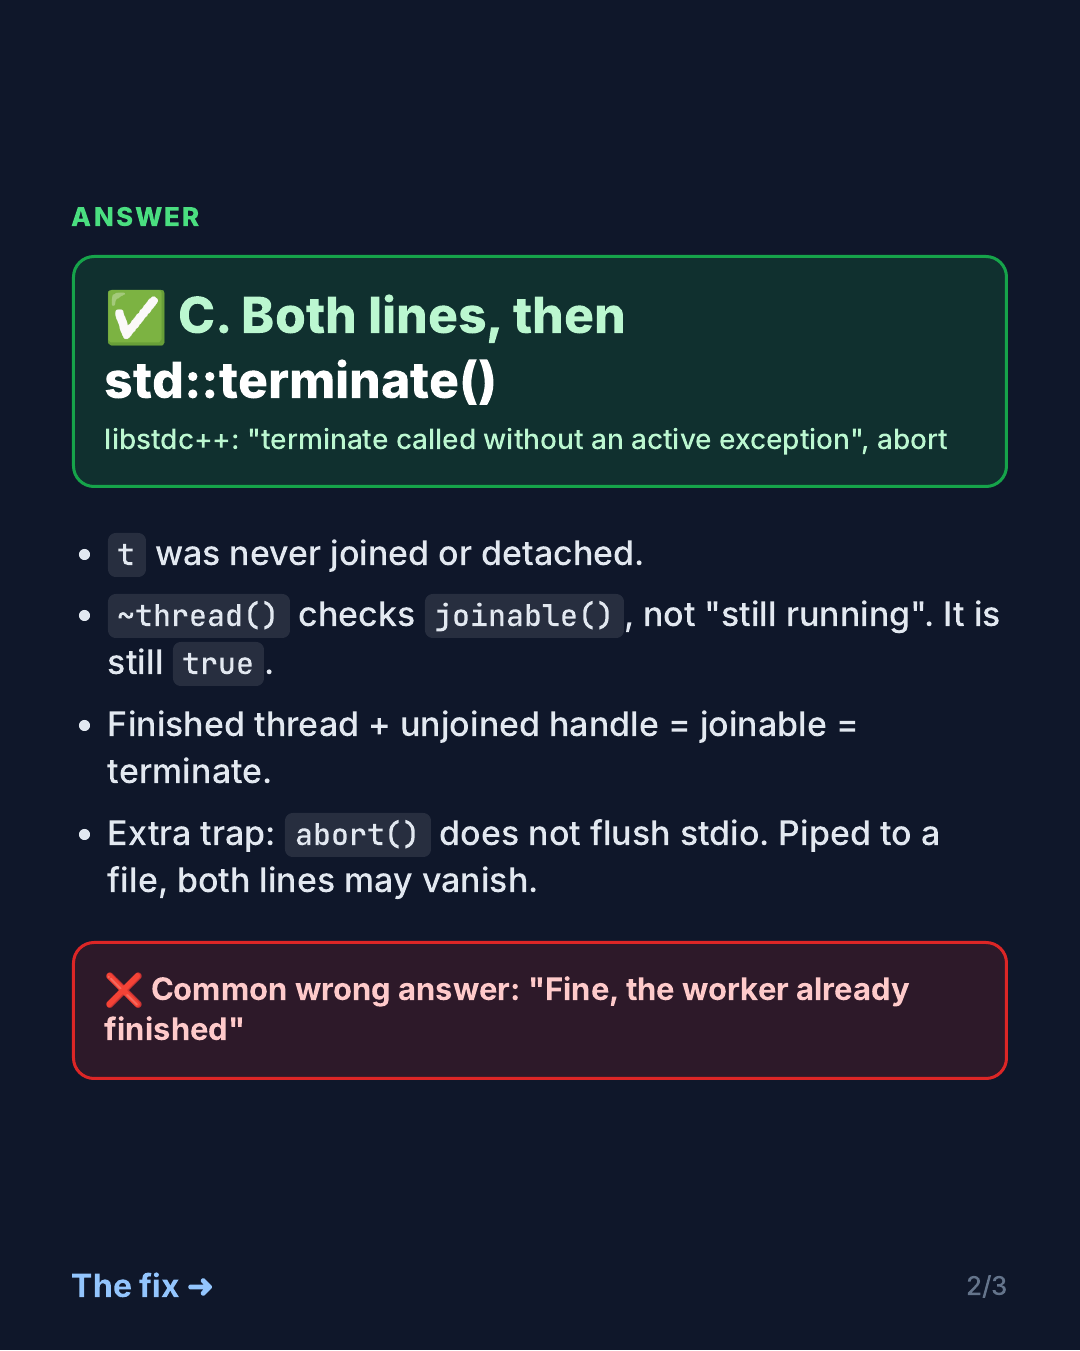 ANSWER
✅ C. Both lines, then
std::terminate()
libstdc++: "terminate called without an active exception", abort
• t was never joined or detached.
• ~thread() checks joinable(), not "still running". It is
still true.
• Finished thread + unjoined handle = joinable =
terminate.
• Extra trap: abort() does not flush stdio. Piped to a
file, both lines may vanish.
❌ Common wrong answer: "Fine, the worker already
finished"
The fix ➜
2/3